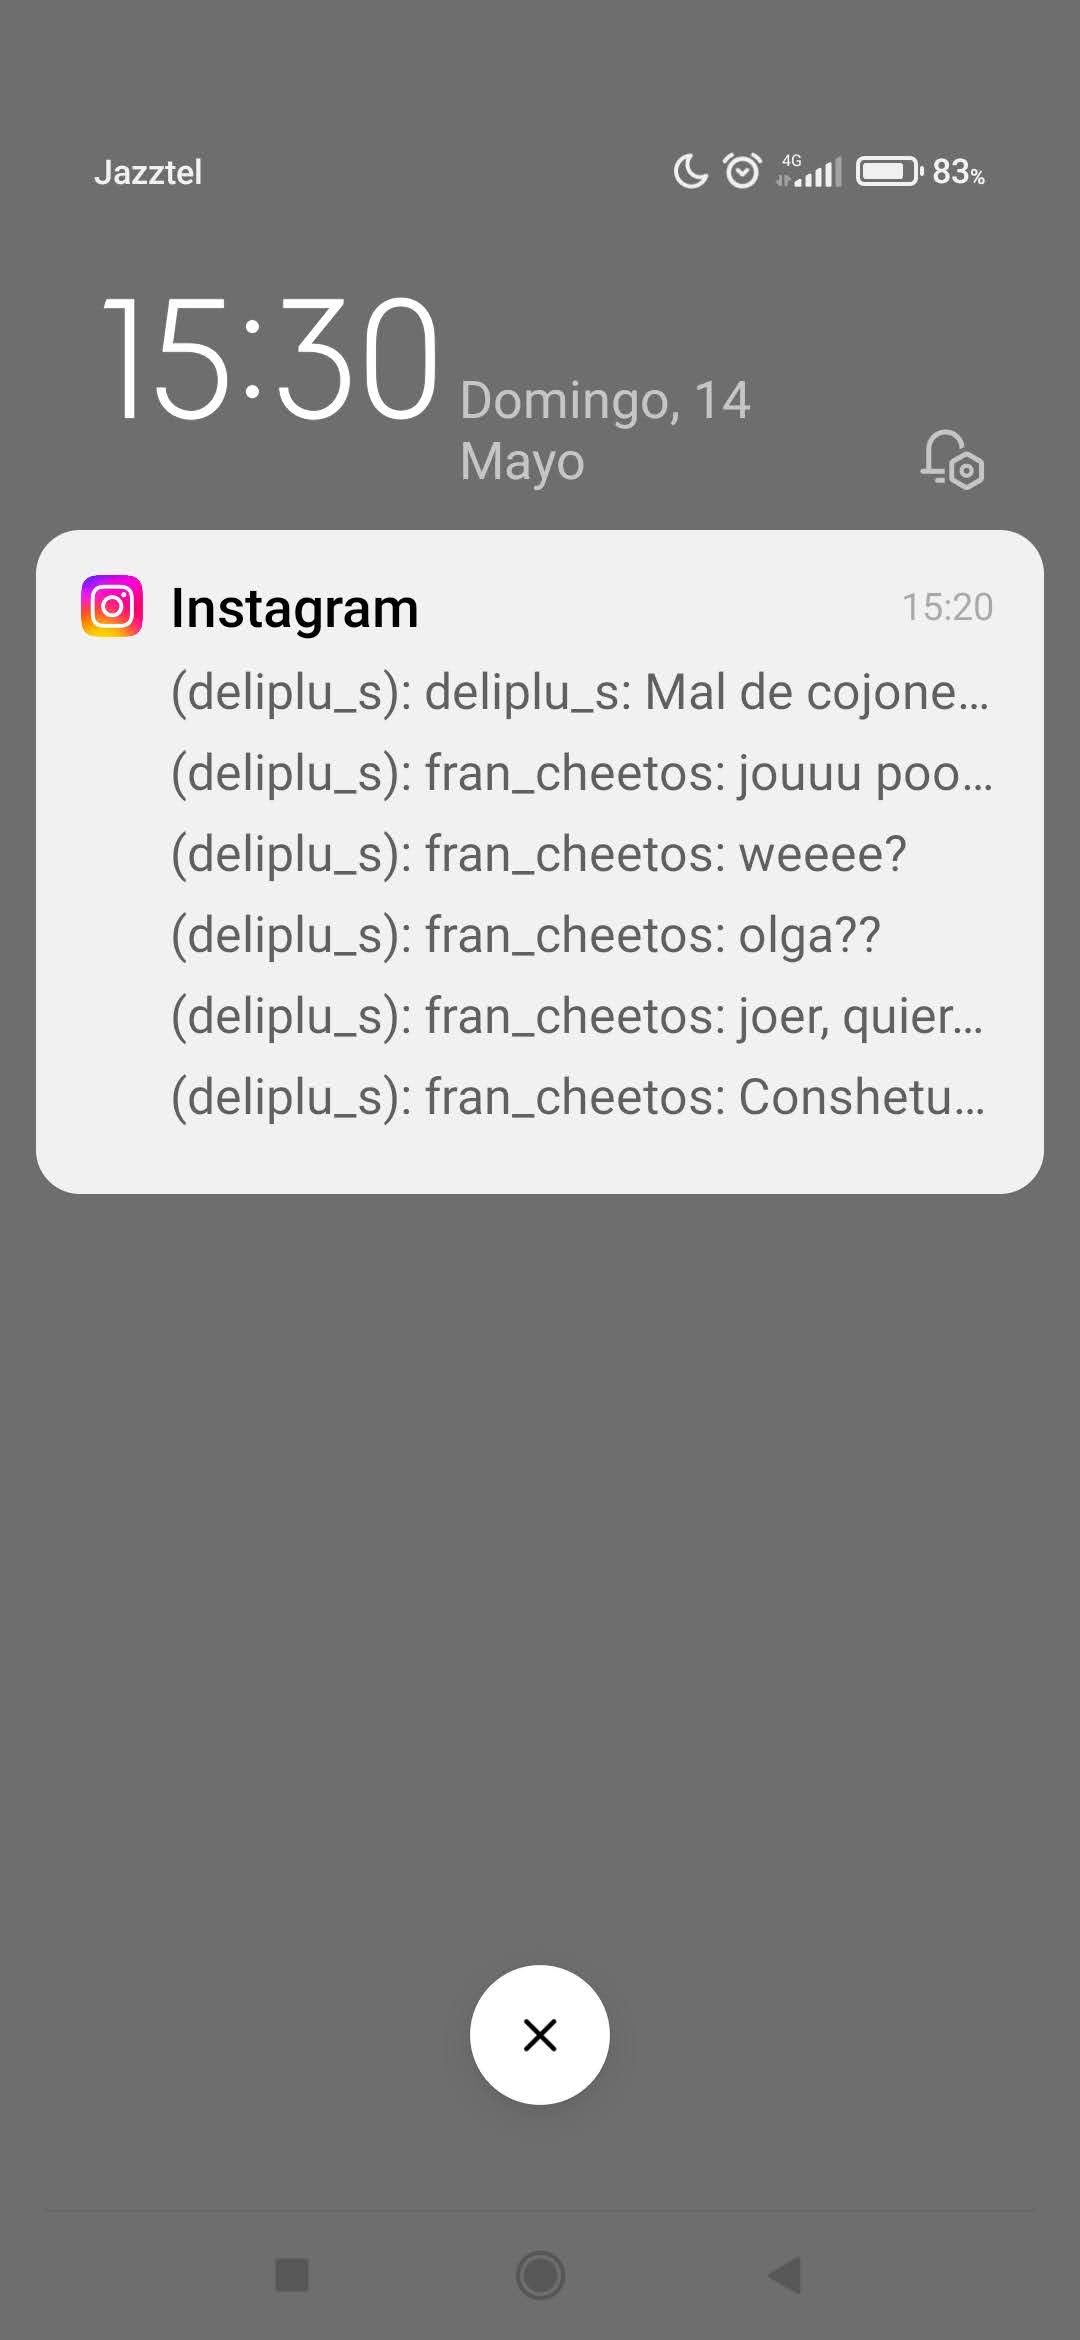 Jazztel
4G
83%
15:30
Domingo, 14
Mayo
Instagram
15:20
(deliplu_s): deliplu_s: Mal de cojone...
(deliplu_s): fran_cheetos: jouuu poo...
(deliplu_s): fran_cheetos: weeee?
(deliplu_s): fran_cheetos: olga??
(deliplu_s): fran_cheetos: joer, quier...
(deliplu_s): fran_cheetos: Conshetu...